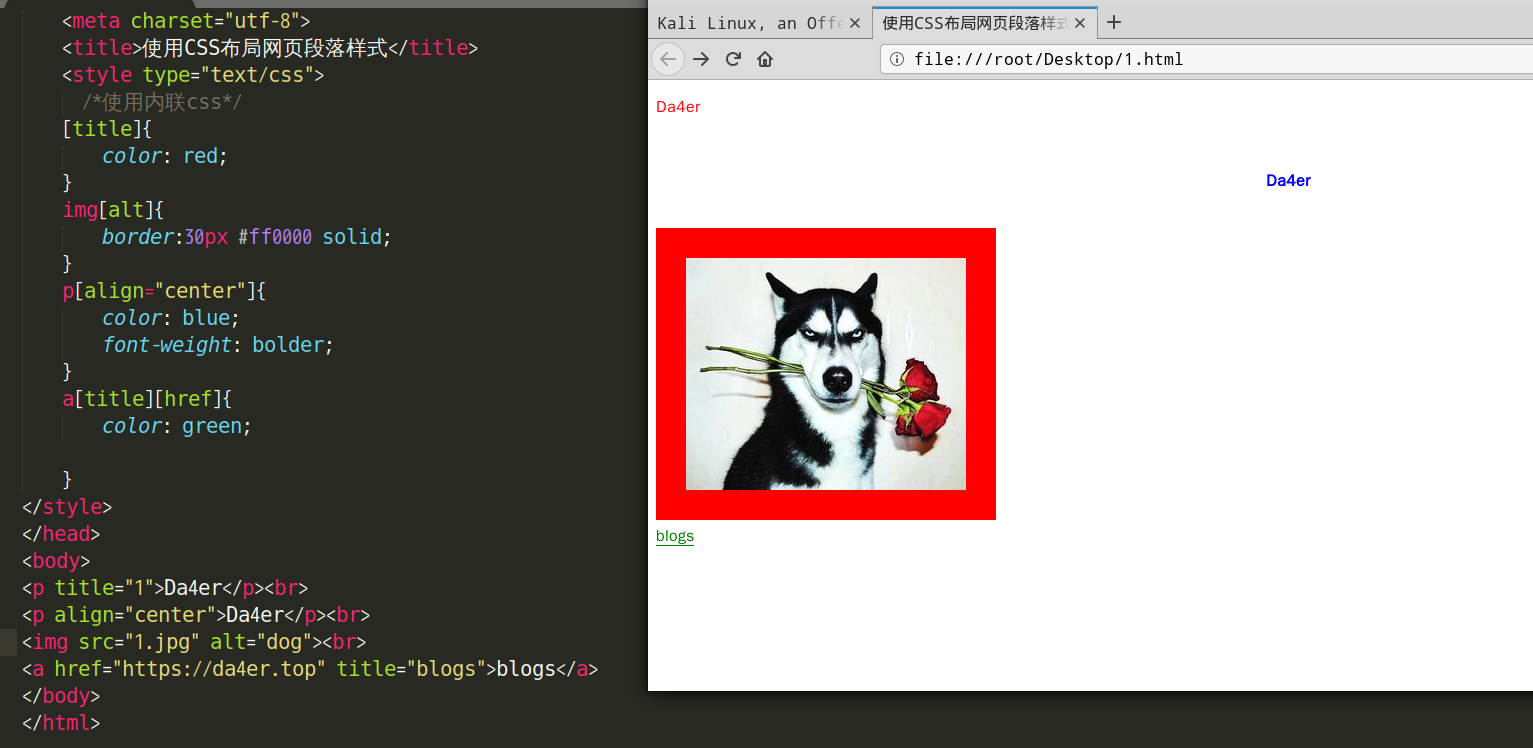 <meta charset="utf-8">
<title>使用CSS布局网页段落样式</title>
<style type="text/css">
/*使用内联css*/
[title]{
color: red;
}
img[alt]{
border:30px #ff0000 solid;
}
p[align="center"]{
color: blue;
font-weight: bolder;
}
a[title][href]{
color: green;
}
</style>
</head>
<body>
<p title="1">Da4er</p><br>
<p align="center">Da4er</p><br>
<img src="1.jpg" alt="dog"><br>
<a href="https://da4er.top" title="blogs">blogs</a>
</body>
</html>
Kali Linux, an Offe
使用CSS布局网页段落样式
file:///root/Desktop/1.html
Da4er
Da4er
blogs